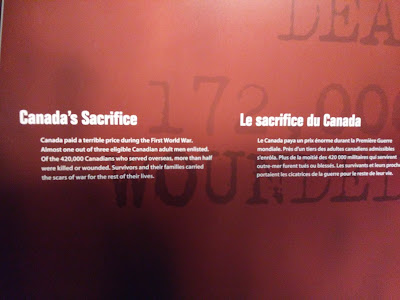 DEA
172,00
WOUNDED
Canada's Sacrifice
Canada paid a terrible price during the First World War.
Almost one out of three eligible Canadian adult men enlisted.
Of the 420,000 Canadians who served overseas, more than half
were killed or wounded. Survivors and their families carried
the scars of war for the rest of their lives.
Le sacrifice du Canada
Le Canada paya un prix énorme durant la Première Guerre
mondiale. Près d'un tiers des adultes canadiens admissibles
s'enrôla. Plus de la moitié des 420 000 militaires qui servirent
outre-mer furent tués ou blessés. Les survivants et leurs proche
portaient les cicatrices de la guerre pour le reste de leur vie.